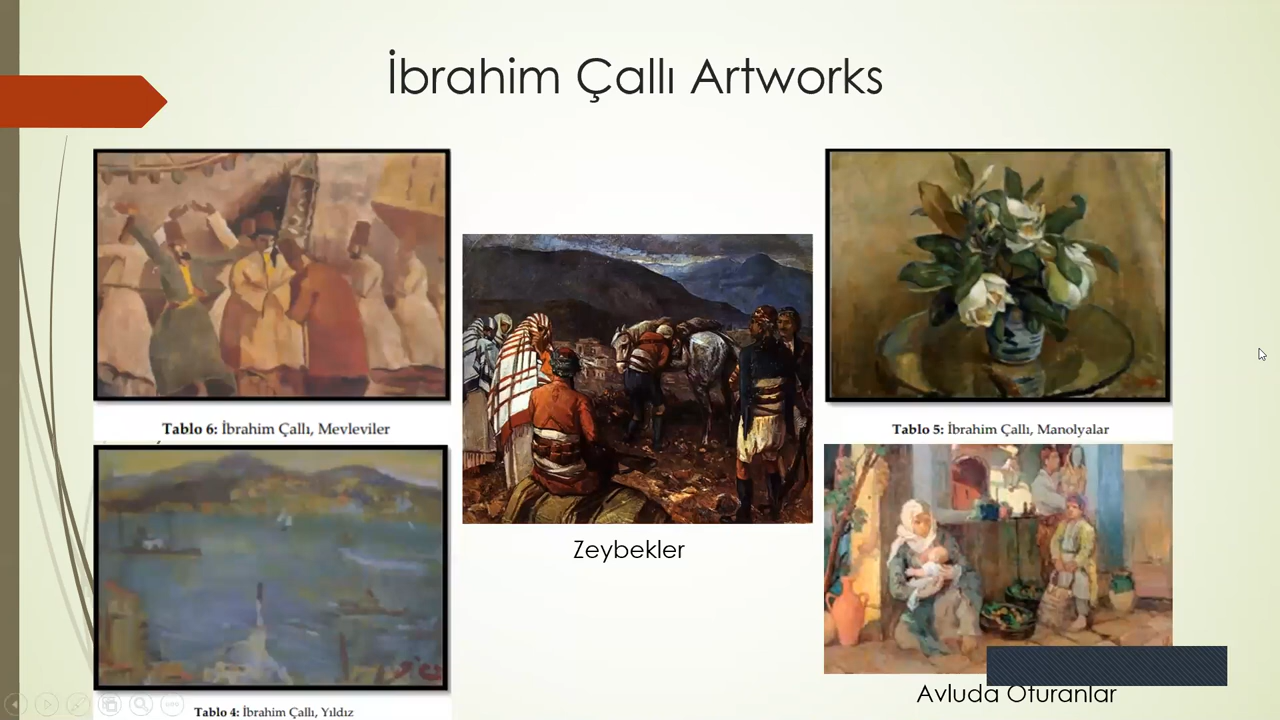 İbrahim Çallı Artworks
Tablo 6: İbrahim Çallı, Mevleviler
Zeybekler
Tablo 5: İbrahim Çallı, Manolyalar
Tablo 4: İbrahim Çallı, Yıldız
Avluda Oturanlar